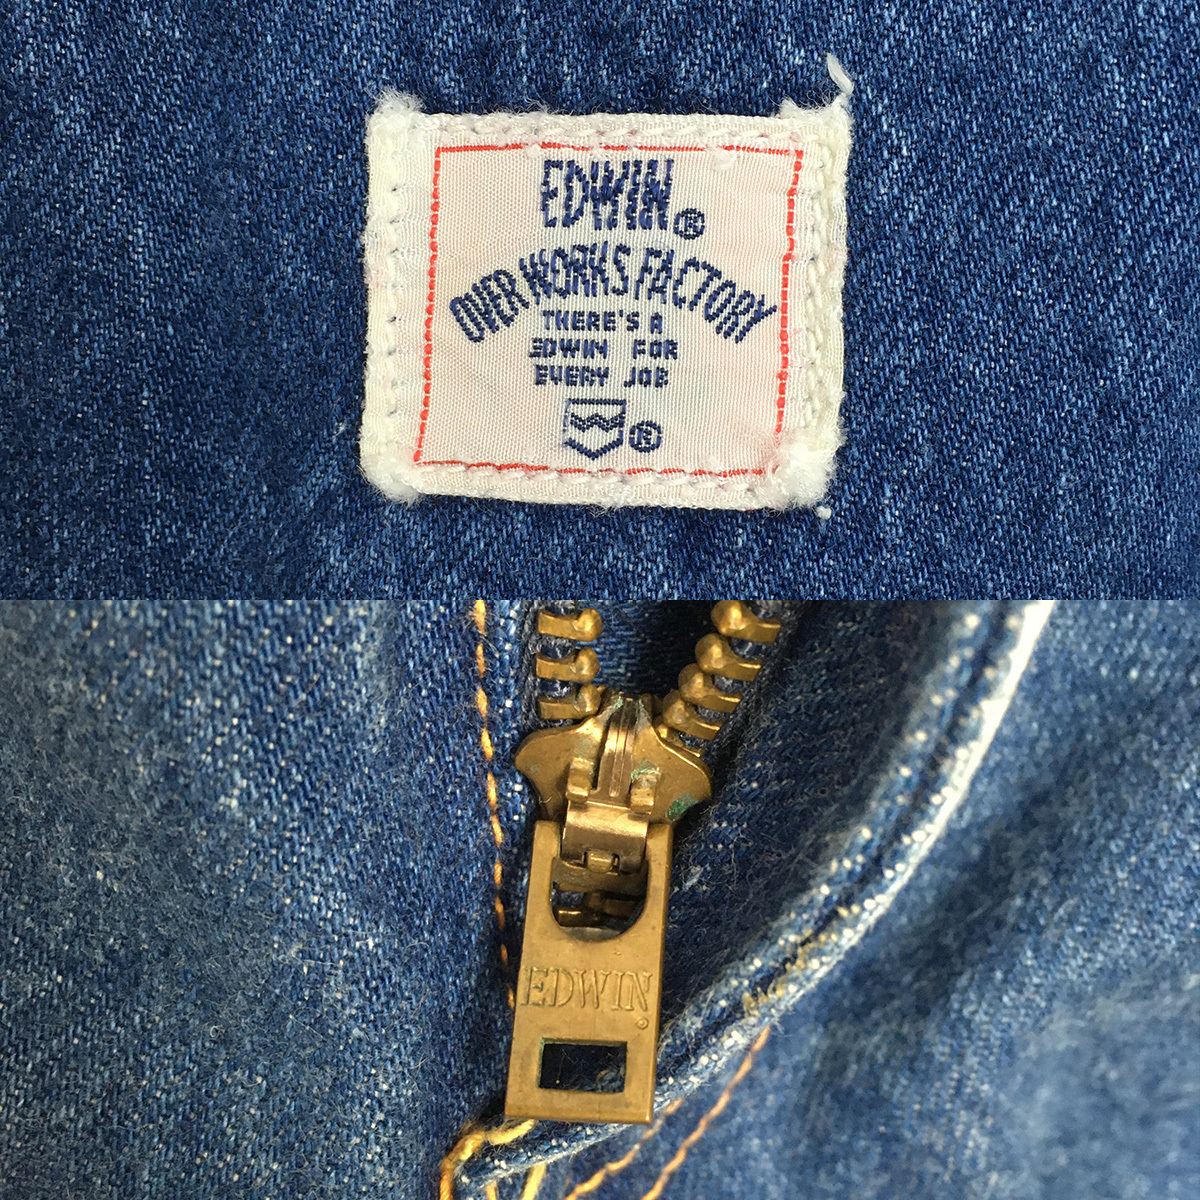 EDWIN®
OVER WORKS FACTORY
THERE'S A
EDWIN FOR
EVERY JOB
®
EDWIN